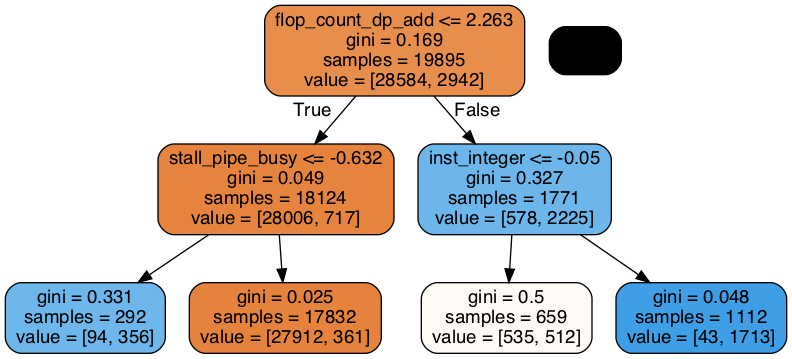 flop_count_dp_add <= 2.263
gini = 0.169
samples = 19895
value = [28584, 2942]
True
False
stall_pipe_busy <= -0.632
gini = 0.049
samples = 18124
value = [28006, 717]
inst_integer <= -0.05
gini = 0.327
samples = 1771
value = [578, 2225]
gini = 0.331
samples = 292
value = [94, 356]
gini = 0.025
samples = 17832
value = [27912, 361]
gini = 0.5
samples = 659
value = [535, 512]
gini = 0.048
samples = 1112
value = [43, 1713]